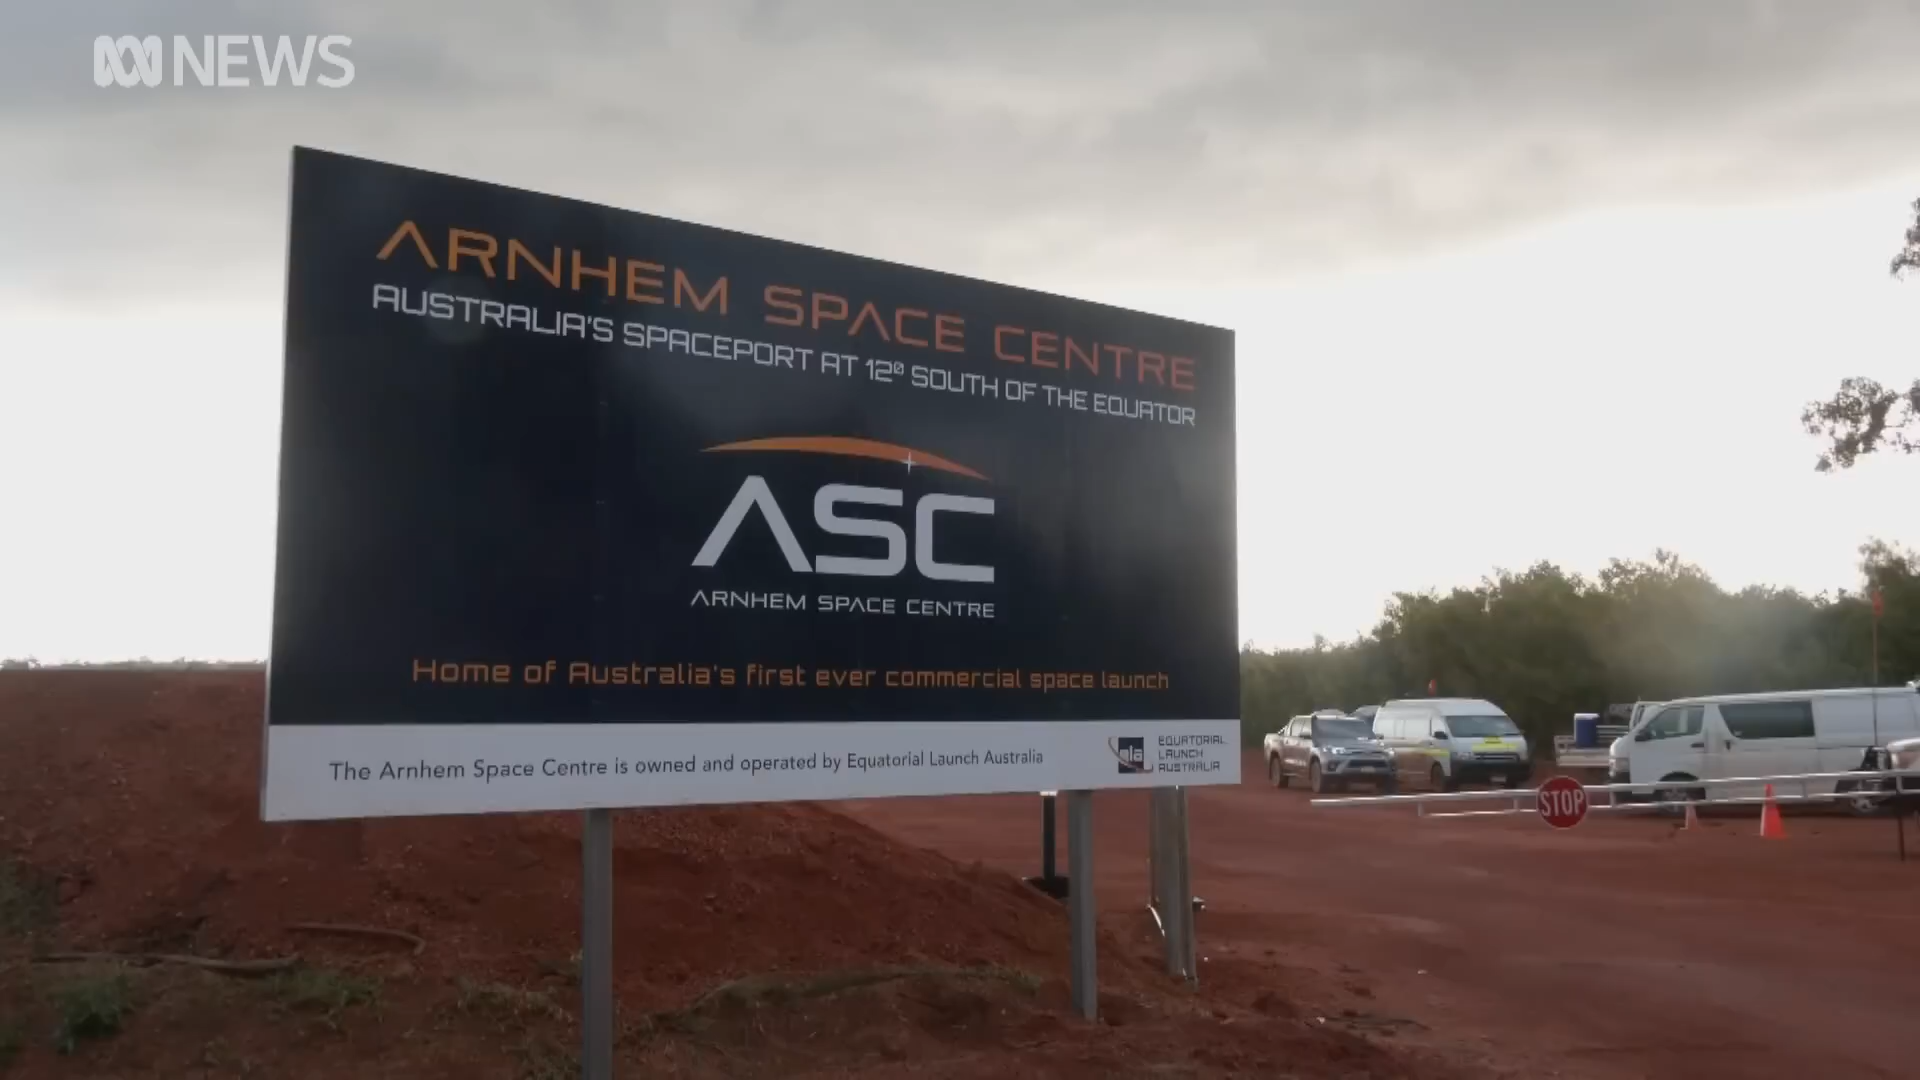 NEWS
ARNHEM SPACE CENTRE
AUSTRALIA'S SPACEPORT AT 12º SOUTH OF THE EQUATOR
ASC
ARNHEM SPACE CENTRE
Home of Australia's first ever commercial space launch
The Arnhem Space Centre is owned and operated by Equatorial Launch Australia
ela
EQUATORIAL
LAUNCH
AUSTRALIA
STOP